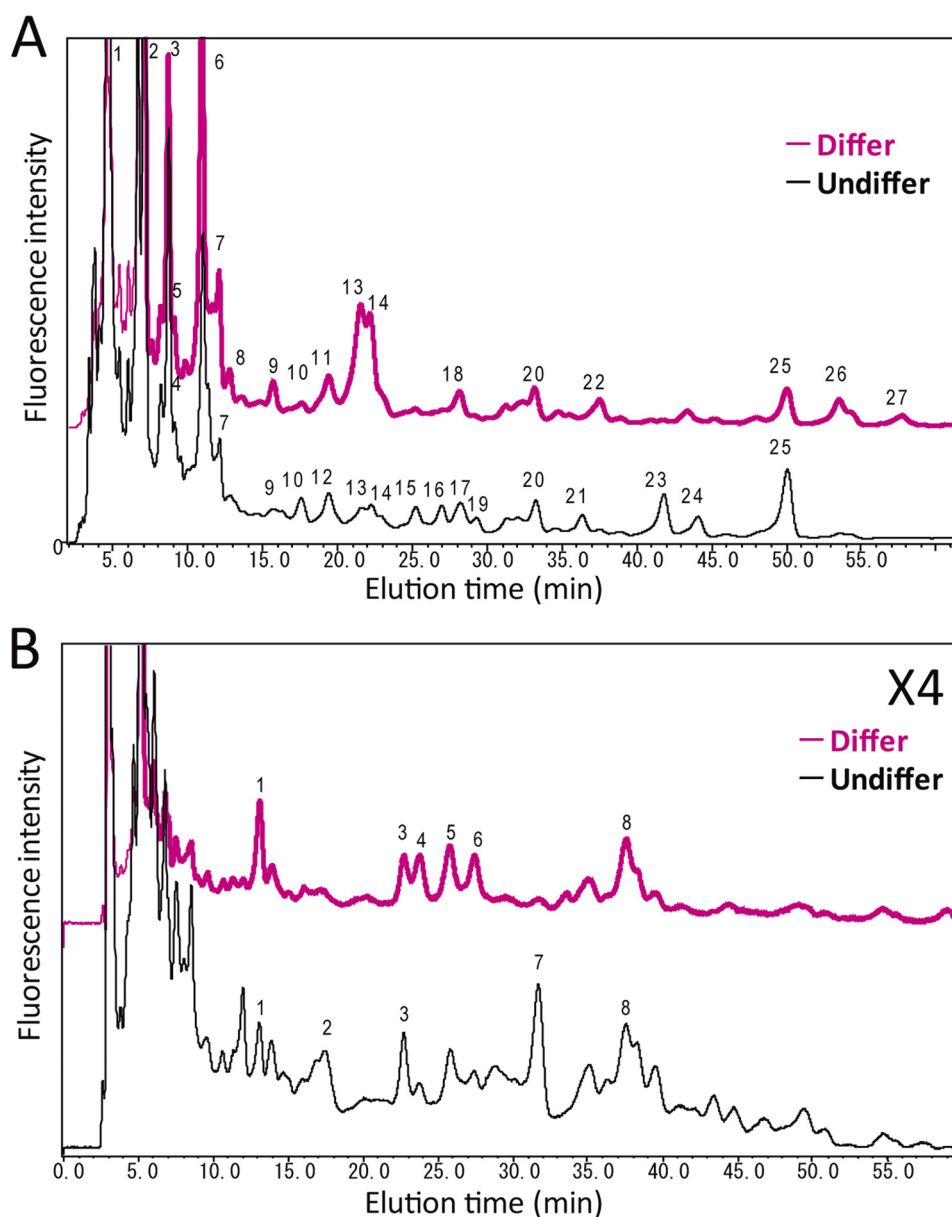 A
Fluorescence intensity
1 2 3 6
Differ
Undiffer
7
5
13 14
4
8 9 10 11 18 20 22 25 26 27
7
9 10 12 13 14 15 16 17 19 20 21 23 24 25
0
5.0 10.0 15.0 20.0 25.0 30.0 35.0 40.0 45.0 50.0 55.0
Elution time (min)
B
X4
Fluorescence intensity
Differ
Undiffer
1 3 4 5 6 8
1 2 3 7 8
0.0 5.0 10.0 15.0 20.0 25.0 30.0 35.0 40.0 45.0 50.0 55.0
Elution time (min)